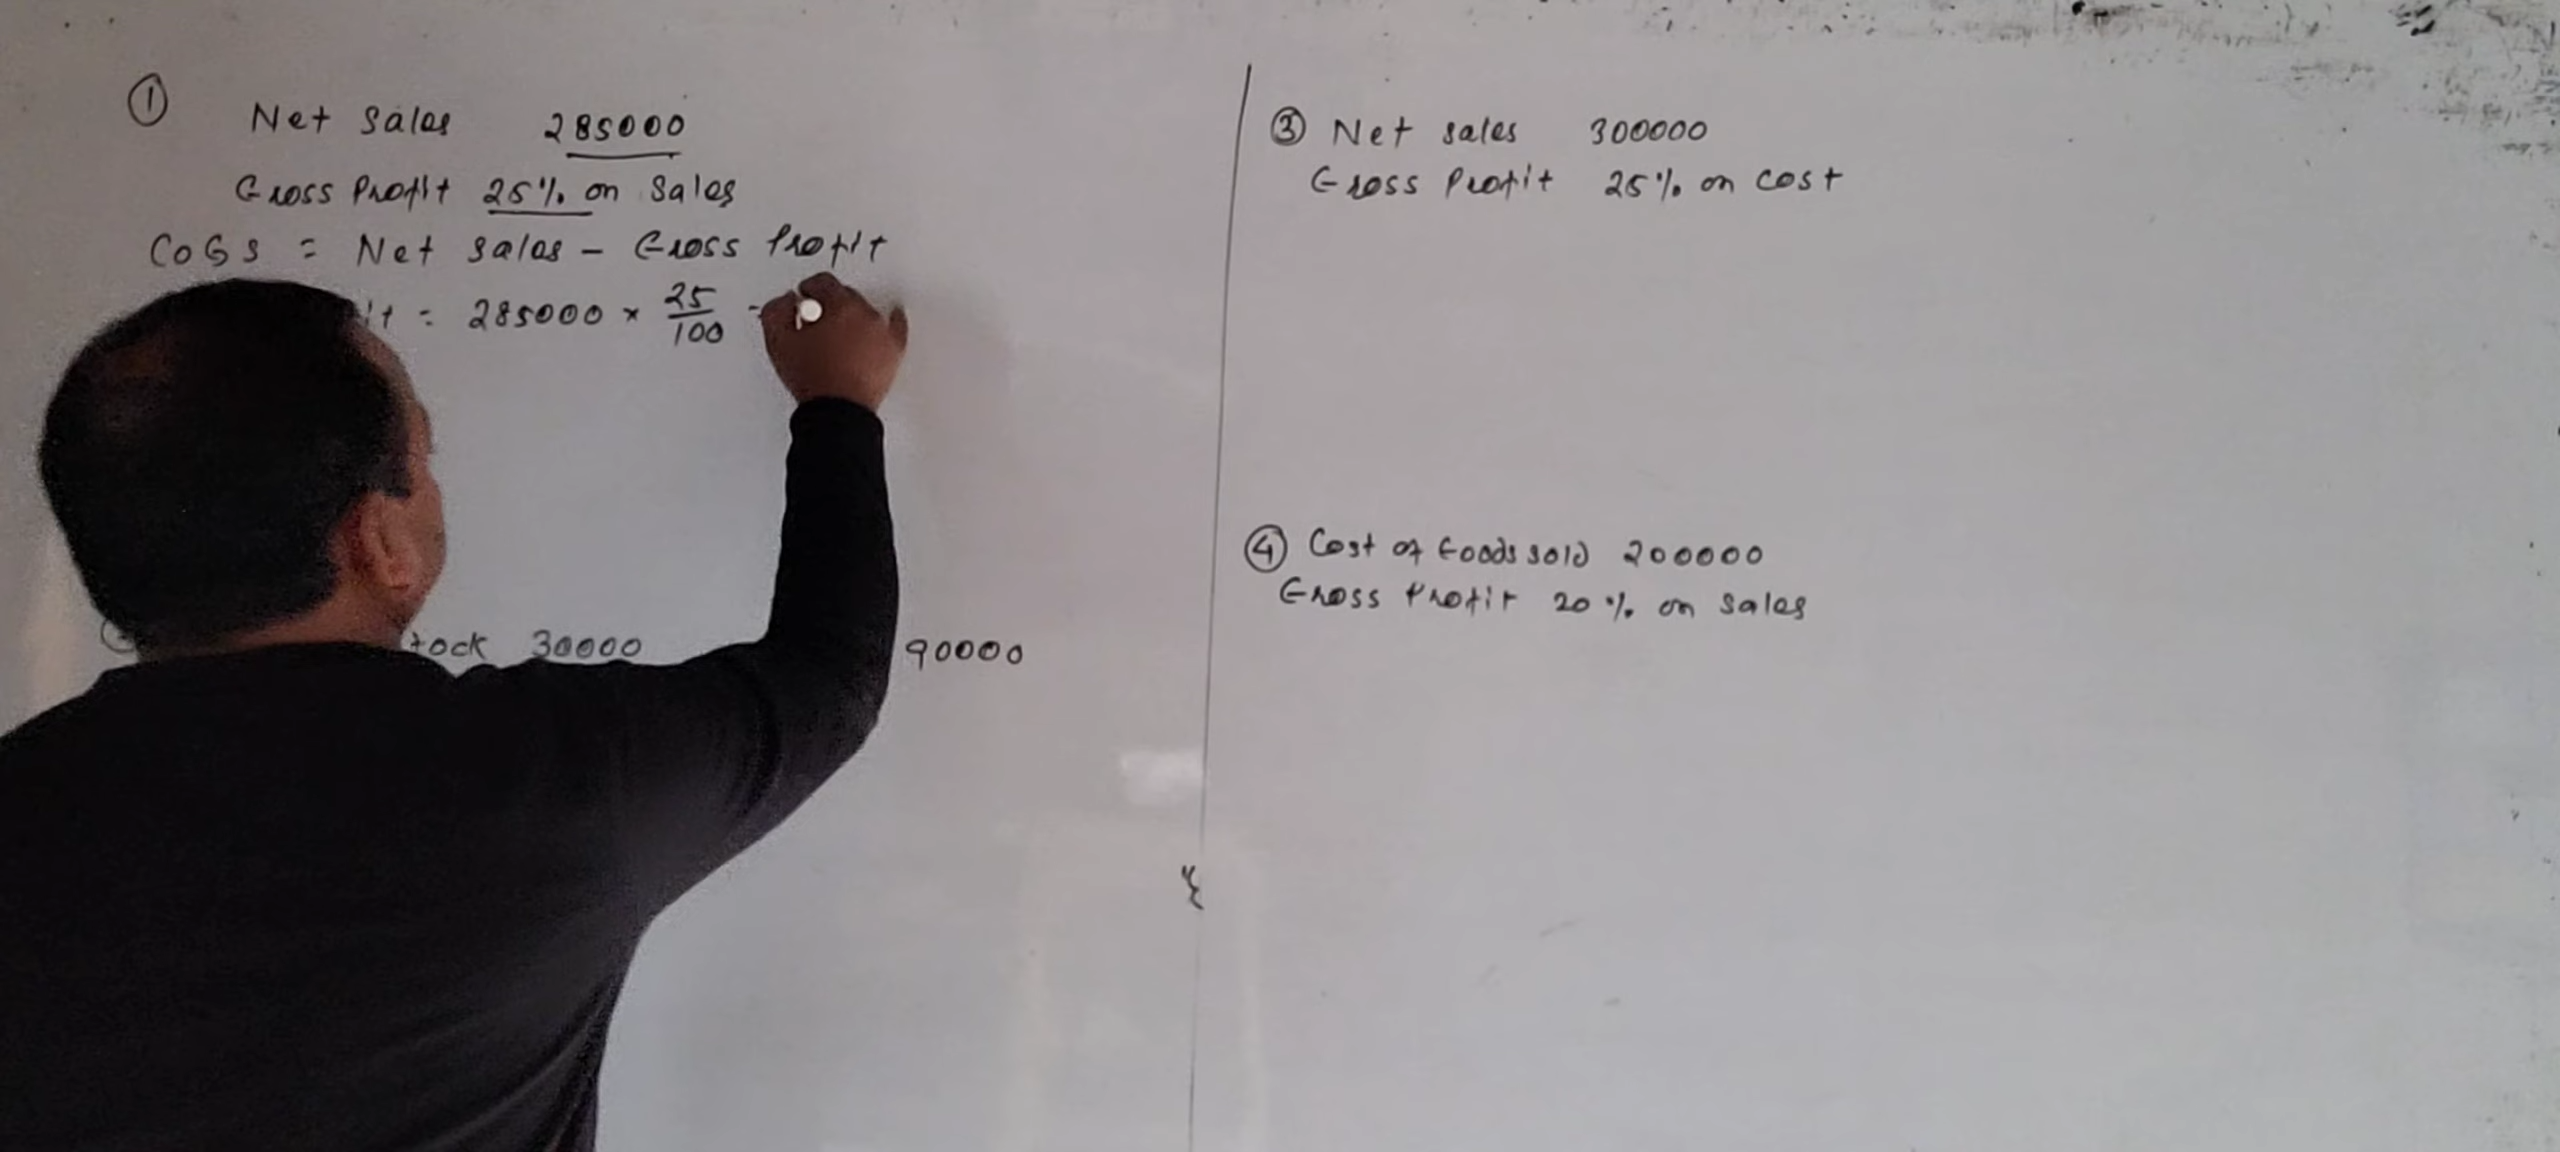 ①
Net sales 285000
Gross Profit 25% on Sales
COGS = Net sales - Gross Profit
= 285000 × 25/100
30000 90000
③ Net sales 300000
Gross Profit 25% on cost
④ Cost of Goods sold 200000
Gross Profit 20% on sales